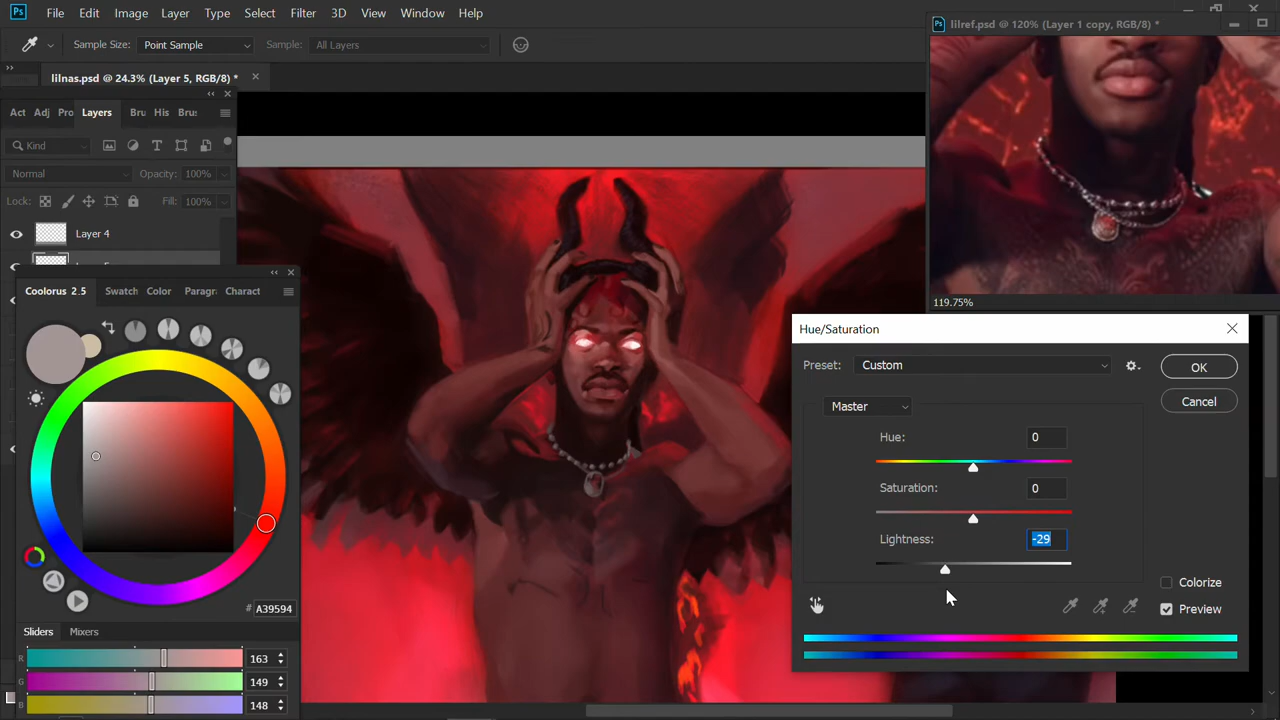 Ps File Edit Image Layer Type Select Filter 3D View Window Help
Sample Size: Point Sample Sample: All Layers
lilnas.psd @ 24.3% (Layer 5, RGB/8) *
Act Adj Pro Layers Bru His Brus
Kind
Normal Opacity: 100%
Lock: Fill: 100%
Layer 4
Coolorus 2.5 Swatch Color Paragr Charact
# A39594
Sliders Mixers
R 163
G 149
B 148
Ps lilref.psd @ 120% (Layer 1 copy, RGB/8) *
119.75%
Hue/Saturation
Preset: Custom
OK
Master
Cancel
Hue: 0
Saturation: 0
Lightness: -29
Colorize
Preview